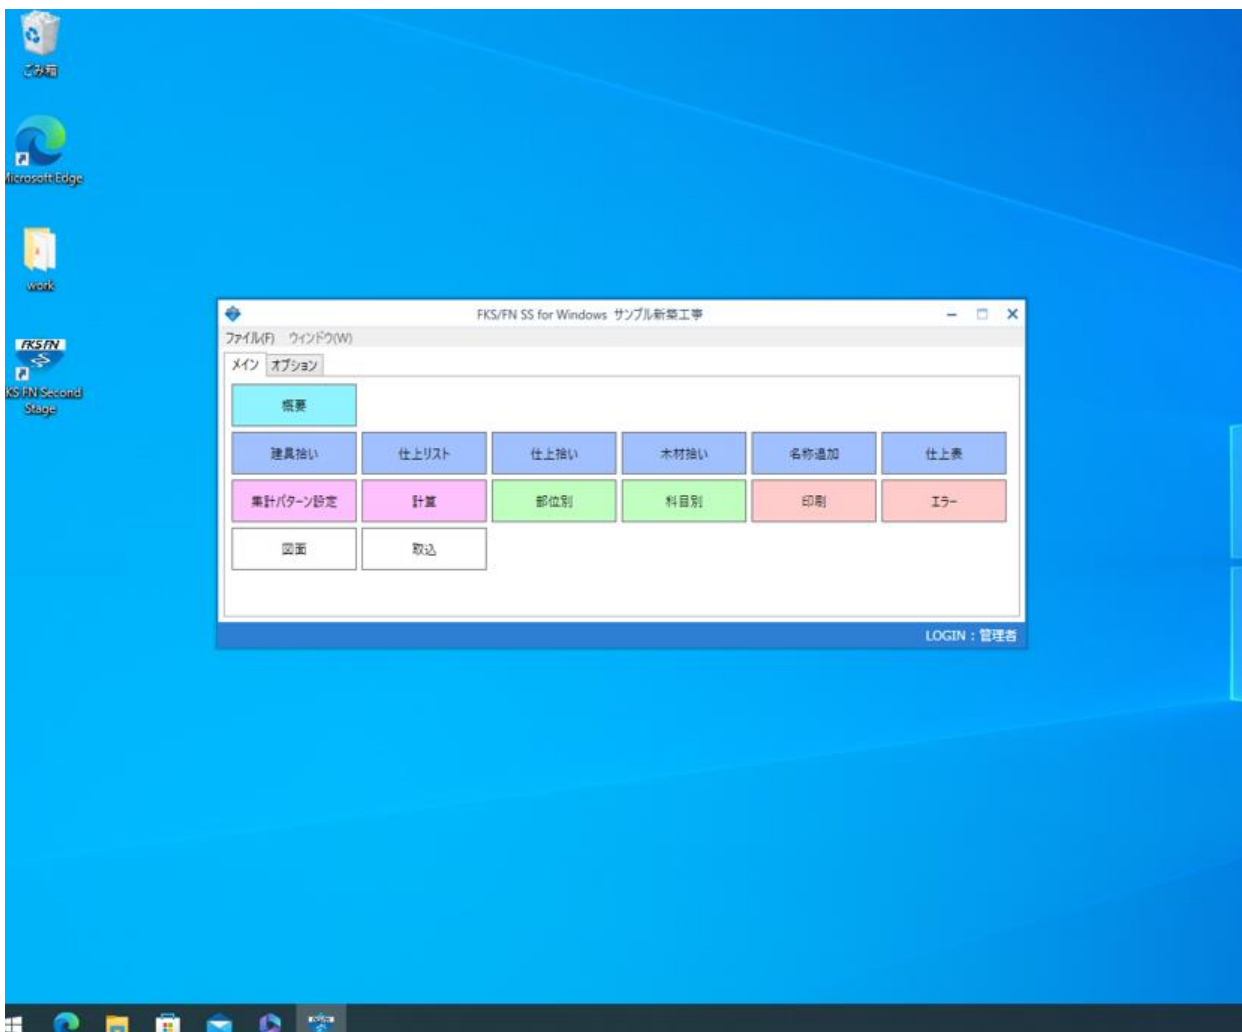 ごみ箱
Microsoft Edge
work
FKS/FN
KS FN Second
Stage
FKS/FN SS for Windows サンプル新築工事
ファイル(F) ウィンドウ(W)
メイン オプション
概要
建具拾い 仕上リスト 仕上拾い 木材拾い 名称追加 仕上表
集計パターン設定 計算 部位別 科目別 印刷 エラー
図面 取込
LOGIN : 管理者